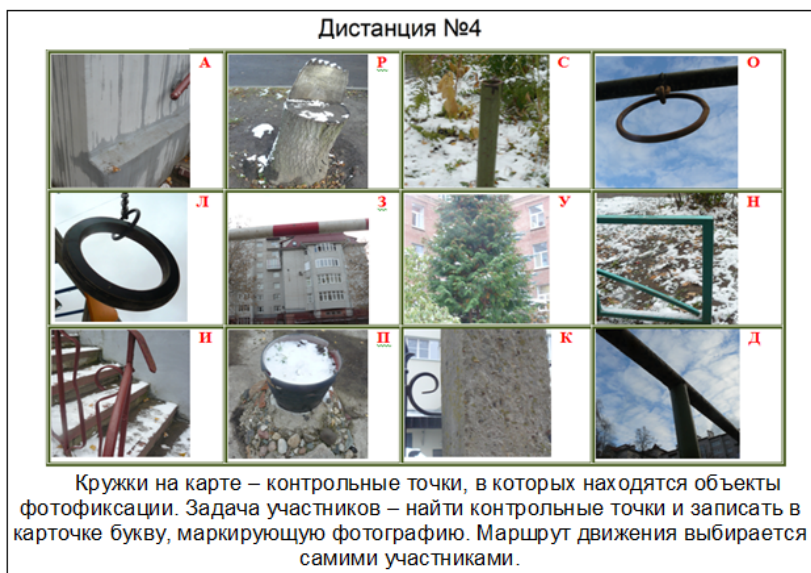 Дистанция №4
А
Р
С
О
Л
З
У
Н
И
П
К
Д
Кружки на карте – контрольные точки, в которых находятся объекты
фотофиксации. Задача участников – найти контрольные точки и записать в
карточке букву, маркирующую фотографию. Маршрут движения выбирается
самими участниками.